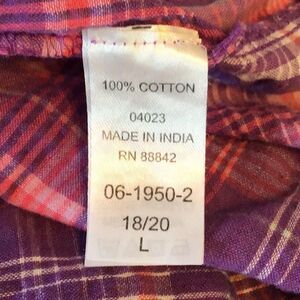 100% COTTON
04023
MADE IN INDIA
RN 88842
06-1950-2
18/20
L